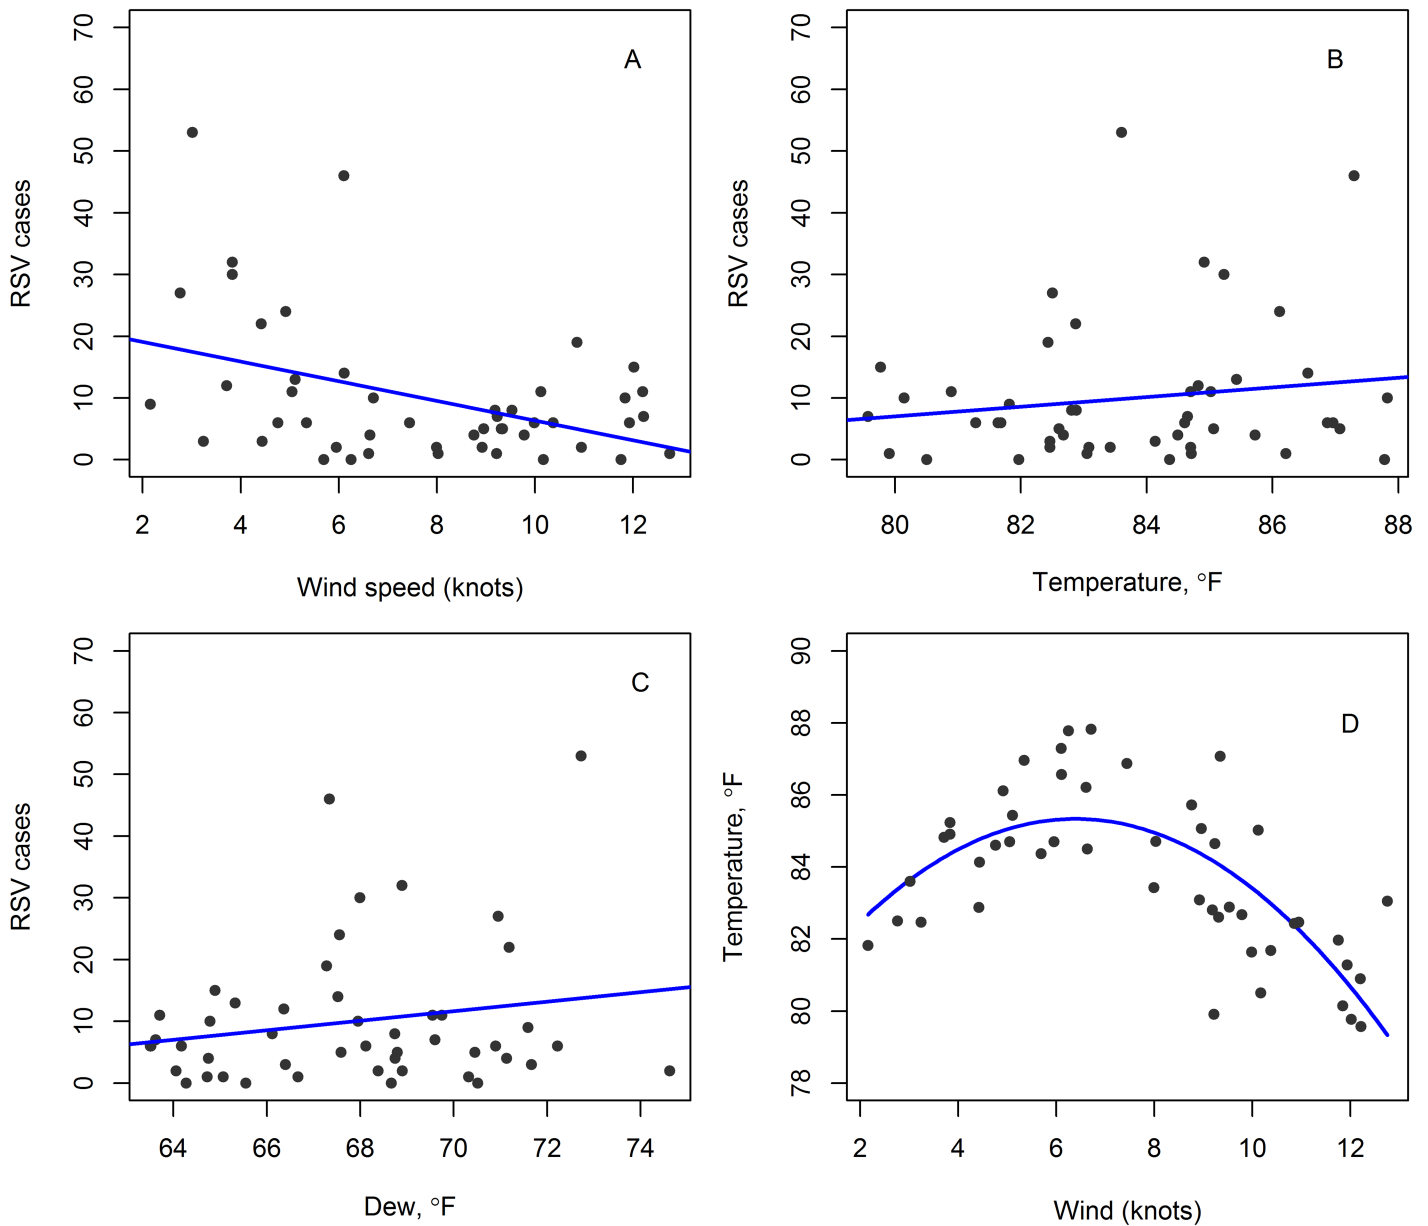 A
RSV cases
70
60
50
40
30
20
10
0
2 4 6 8 10 12
Wind speed (knots)
B
RSV cases
70
60
50
40
30
20
10
0
80 82 84 86 88
Temperature, °F
C
RSV cases
70
60
50
40
30
20
10
0
64 66 68 70 72 74
Dew, °F
D
Temperature, °F
90
88
86
84
82
80
78
2 4 6 8 10 12
Wind (knots)